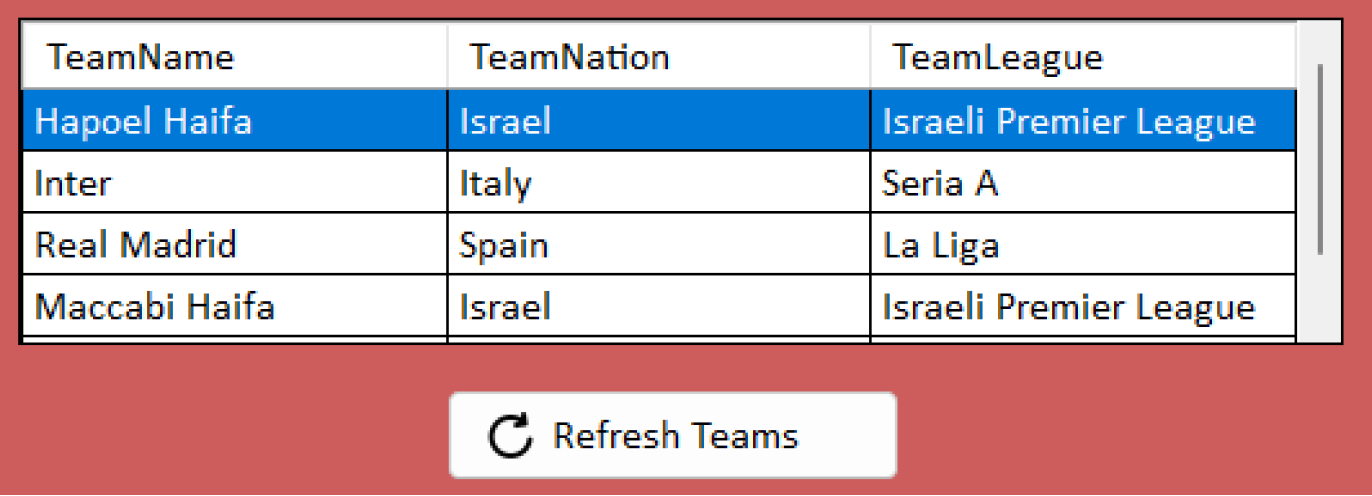 TeamName TeamNation TeamLeague
Hapoel Haifa Israel Israeli Premier League
Inter Italy Seria A
Real Madrid Spain La Liga
Maccabi Haifa Israel Israeli Premier League
Refresh Teams